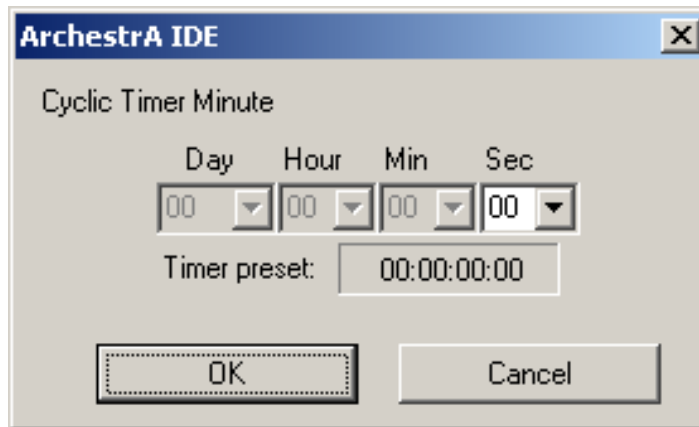 ArchestrA IDE
Cyclic Timer Minute
Day Hour Min Sec
00 00 00 00
Timer preset: 00:00:00:00
OK Cancel